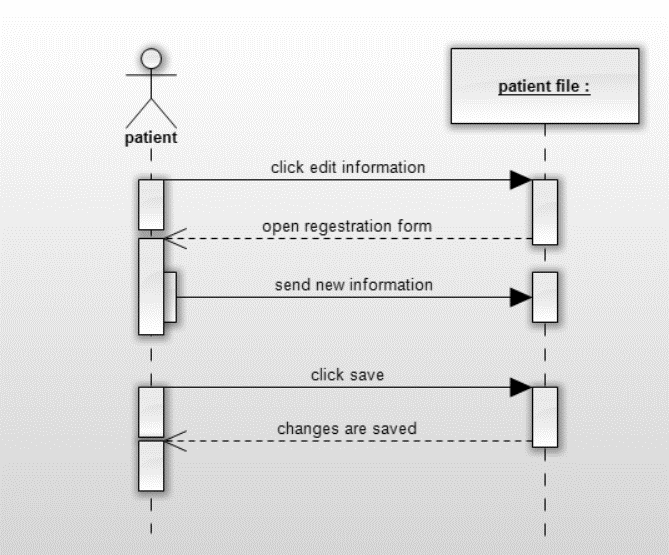 patient
patient file :
click edit information
open regestration form
send new information
click save
changes are saved